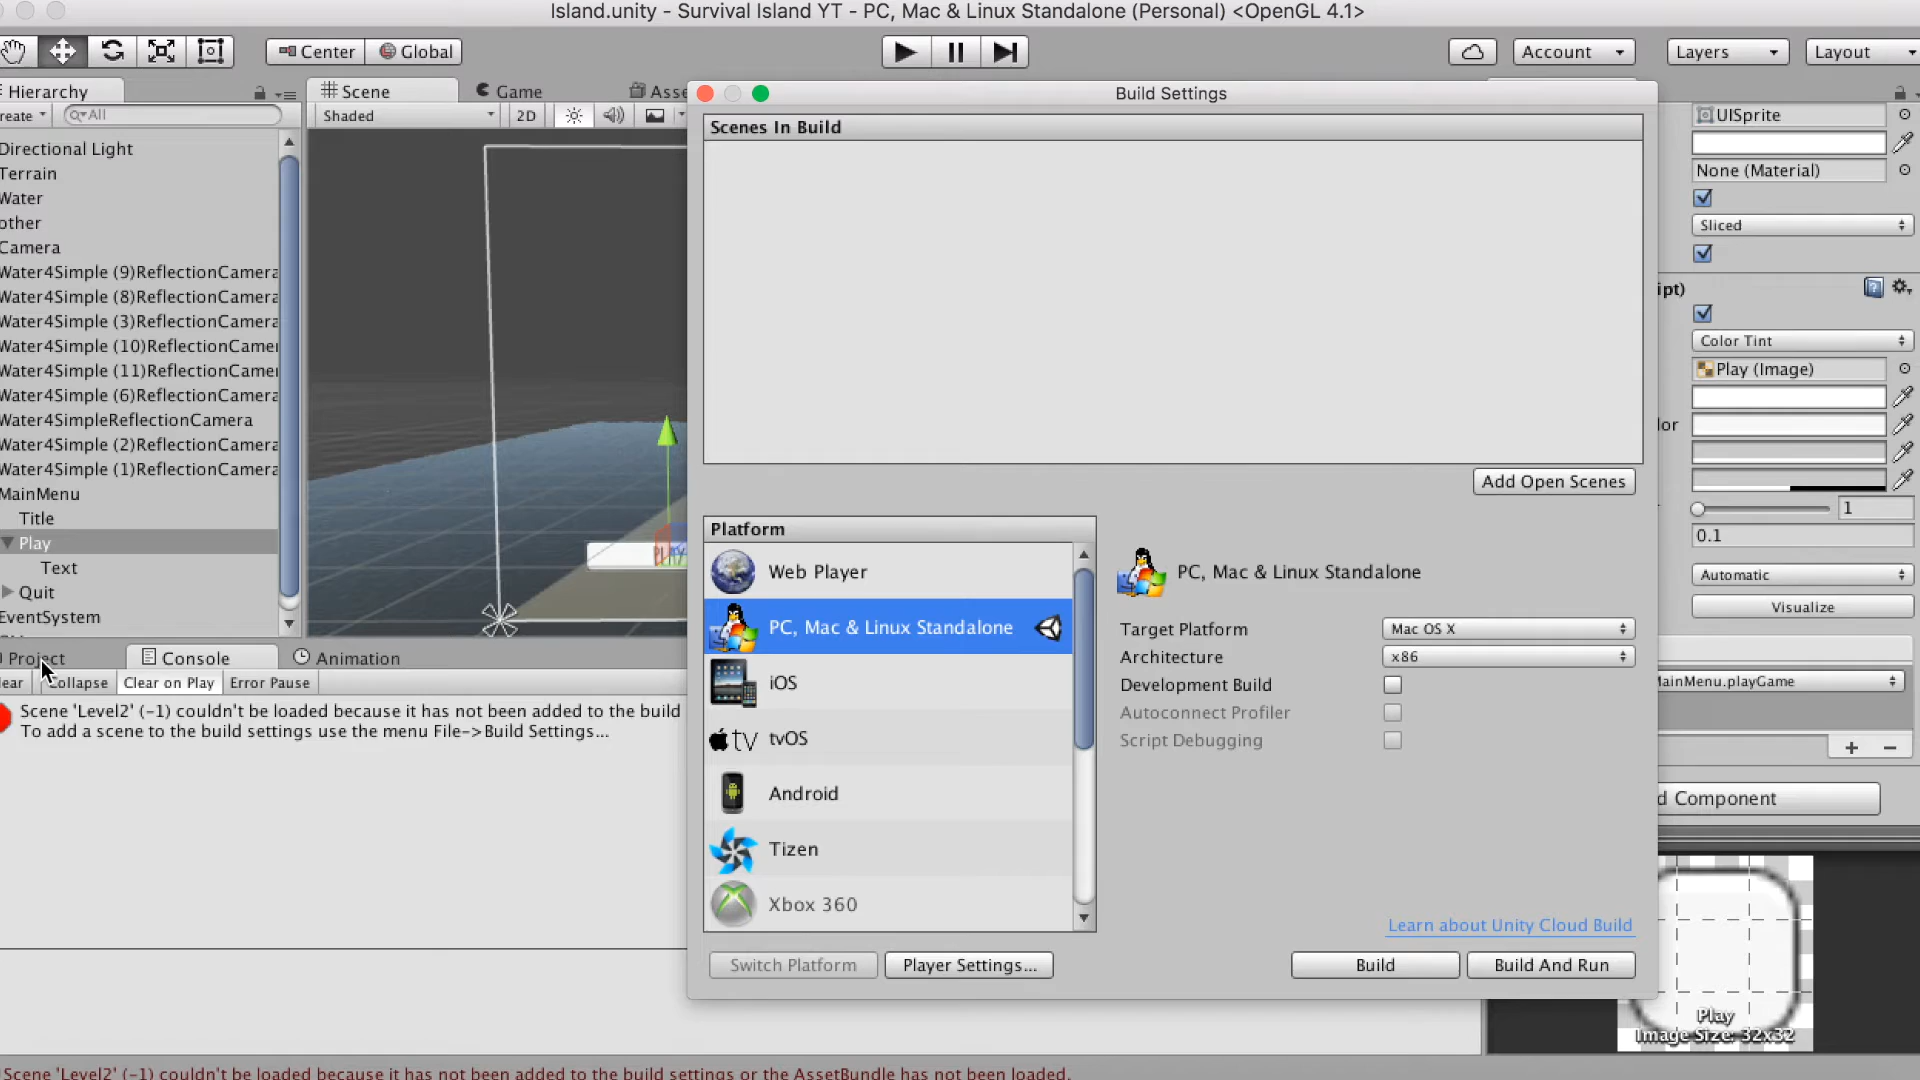 Island.unity - Survival Island YT - PC, Mac & Linux Standalone (Personal) <OpenGL 4.1>
Center
Global
Account
Layers
Layout
Hierarchy
Scene
Game
Asse
Build Settings
reate
All
Shaded
2D
Scenes In Build
UISprite
None (Material)
Sliced
ipt)
Color Tint
Play (Image)
lor
1
0.1
Automatic
Visualize
MainMenu.playGame
d Component
Play
Image Size: 32x32
Directional Light
Terrain
Water
other
Camera
Water4Simple (9)ReflectionCamera
Water4Simple (8)ReflectionCamera
Water4Simple (3)ReflectionCamera
Water4Simple (10)ReflectionCamer
Water4Simple (11)ReflectionCamer
Water4Simple (6)ReflectionCamera
Water4SimpleReflectionCamera
Water4Simple (2)ReflectionCamera
Water4Simple (1)ReflectionCamera
MainMenu
Title
Play
Text
Quit
EventSystem
PLAY
Add Open Scenes
Platform
Web Player
PC, Mac & Linux Standalone
iOS
tvOS
Android
Tizen
Xbox 360
PC, Mac & Linux Standalone
Target Platform
Mac OS X
Architecture
x86
Development Build
Autoconnect Profiler
Script Debugging
Learn about Unity Cloud Build
Switch Platform
Player Settings...
Build
Build And Run
Project
Console
Animation
lear
Collapse
Clear on Play
Error Pause
Scene 'Level2' (-1) couldn't be loaded because it has not been added to the build
To add a scene to the build settings use the menu File->Build Settings...
Scene 'Level2' (-1) couldn't be loaded because it has not been added to the build settings or the AssetBundle has not been loaded.